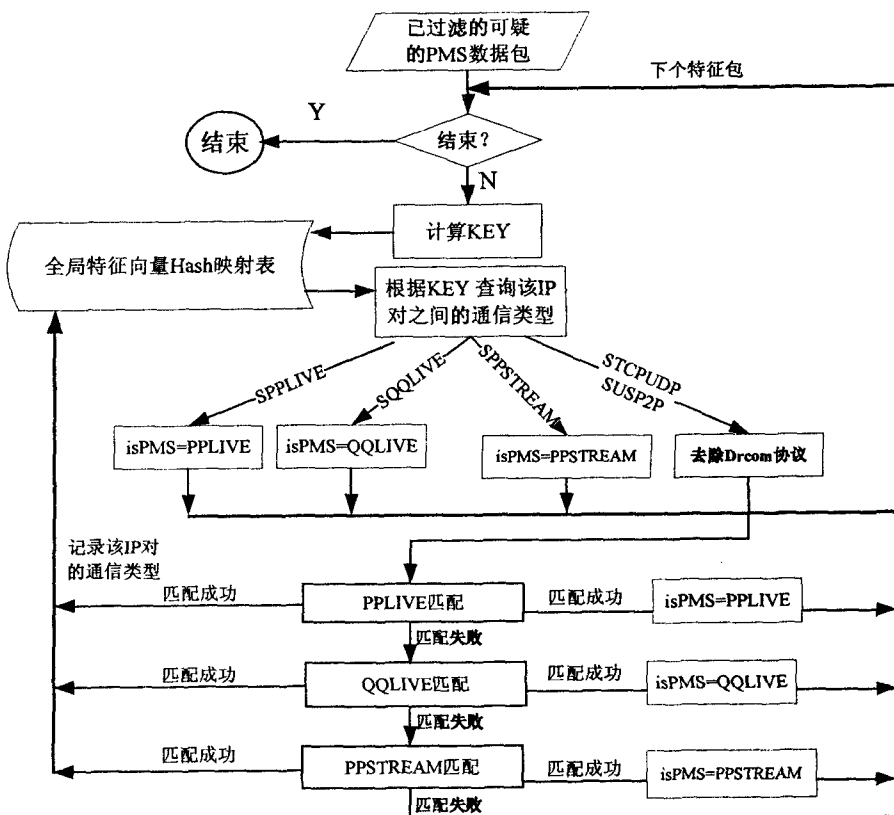 已过滤的可疑
的PMS数据包
下个特征包
Y
结束
结束?
N
计算KEY
全局特征向量Hash映射表
根据KEY 查询该IP
对之间的通信类型
SPPLIVE
SQQLIVE
SPPSTREAM
STCPUDP
SUSP2P
isPMS=PPLIVE
isPMS=QQLIVE
isPMS=PPSTREAM
去除Drcom协议
记录该IP对
的通信类型
匹配成功
PPLIVE匹配
匹配成功
isPMS=PPLIVE
匹配失败
匹配成功
QQLIVE匹配
匹配成功
isPMS=QQLIVE
匹配失败
匹配成功
PPSTREAM匹配
匹配成功
isPMS=PPSTREAM
匹配失败